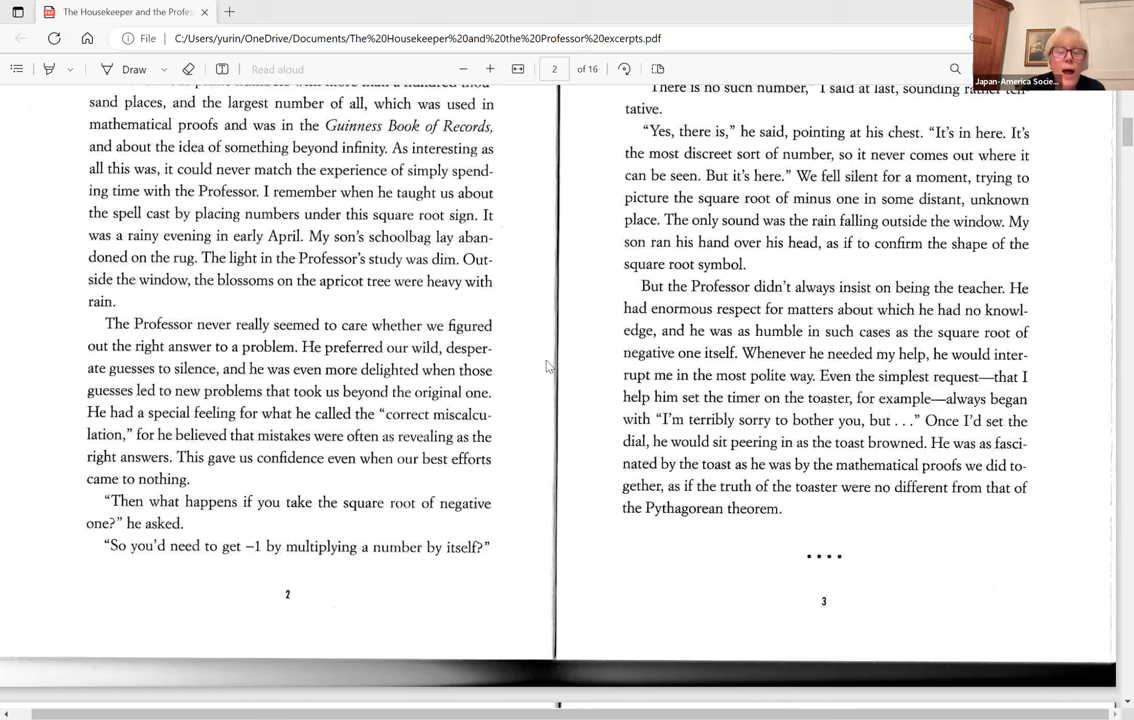 The Housekeeper and the Profes
File
C:/Users/yurin/OneDrive/Documents/The%20Housekeeper%20and%20the%20Professor%20excerpts.pdf
Draw
Read aloud
2
of 16
Japan-America Socie...
sand places, and the largest number of all, which was used in
mathematical proofs and was in the Guinness Book of Records,
and about the idea of something beyond infinity. As interesting as
all this was, it could never match the experience of simply spend-
ing time with the Professor. I remember when he taught us about
the spell cast by placing numbers under this square root sign. It
was a rainy evening in early April. My son's schoolbag lay aban-
doned on the rug. The light in the Professor's study was dim. Out-
side the window, the blossoms on the apricot tree were heavy with
rain.
The Professor never really seemed to care whether we figured
out the right answer to a problem. He preferred our wild, desper-
ate guesses to silence, and he was even more delighted when those
guesses led to new problems that took us beyond the original one.
He had a special feeling for what he called the "correct miscalcu-
lation," for he believed that mistakes were often as revealing as the
right answers. This gave us confidence even when our best efforts
came to nothing.
"Then what happens if you take the square root of negative
one?" he asked.
"So you'd need to get −1 by multiplying a number by itself?"
2
There is no such number," I said at last, sounding rather ten-
tative.
"Yes, there is," he said, pointing at his chest. "It's in here. It's
the most discreet sort of number, so it never comes out where it
can be seen. But it's here." We fell silent for a moment, trying to
picture the square root of minus one in some distant, unknown
place. The only sound was the rain falling outside the window. My
son ran his hand over his head, as if to confirm the shape of the
square root symbol.
But the Professor didn't always insist on being the teacher. He
had enormous respect for matters about which he had no knowl-
edge, and he was as humble in such cases as the square root of
negative one itself. Whenever he needed my help, he would inter-
rupt me in the most polite way. Even the simplest request—that I
help him set the timer on the toaster, for example—always began
with "I'm terribly sorry to bother you, but . . ." Once I'd set the
dial, he would sit peering in as the toast browned. He was as fasci-
nated by the toast as he was by the mathematical proofs we did to-
gether, as if the truth of the toaster were no different from that of
the Pythagorean theorem.
• • • •
3